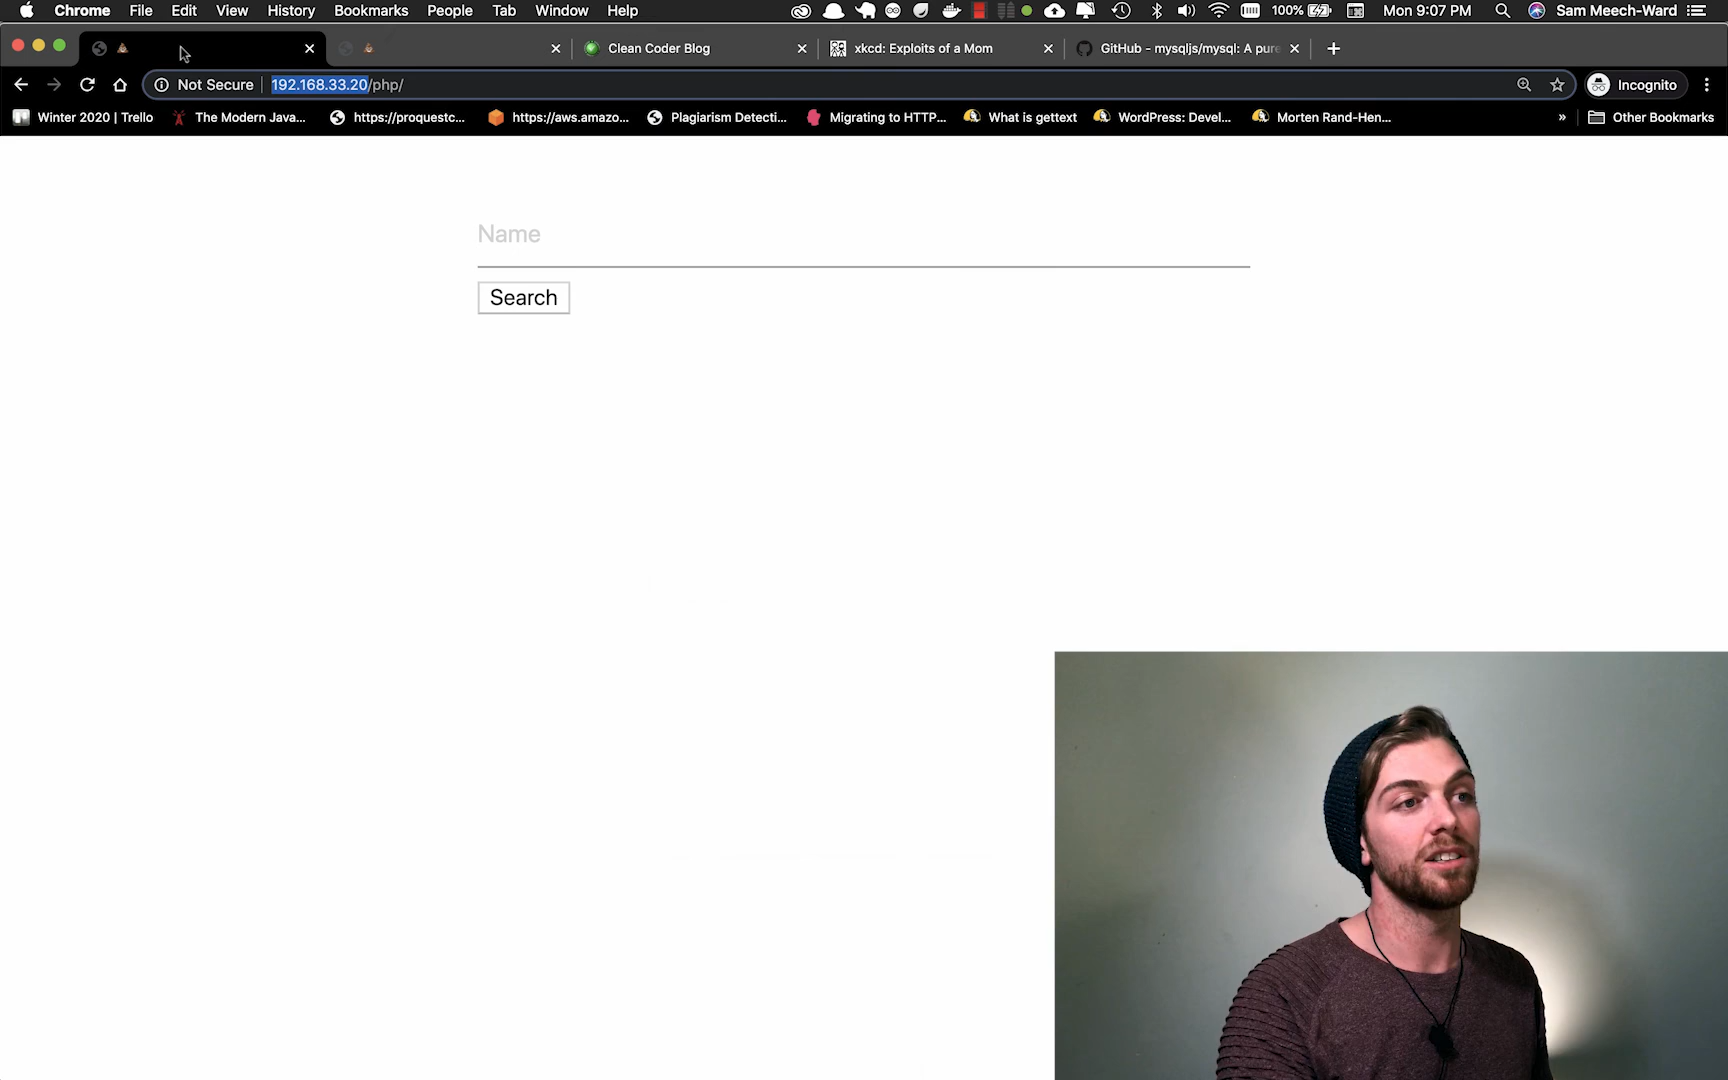 Chrome File Edit View History Bookmarks People Tab Window Help 100% Mon 9:07 PM Sam Meech-Ward
Clean Coder Blog xkcd: Exploits of a Mom GitHub - mysqljs/mysql: A pure
Not Secure 192.168.33.20/php/ Incognito
Winter 2020 | Trello The Modern Java... https://proquestc... https://aws.amazo... Plagiarism Detecti... Migrating to HTTP... What is gettext WordPress: Devel... Morten Rand-Hen... » Other Bookmarks
Name
Search